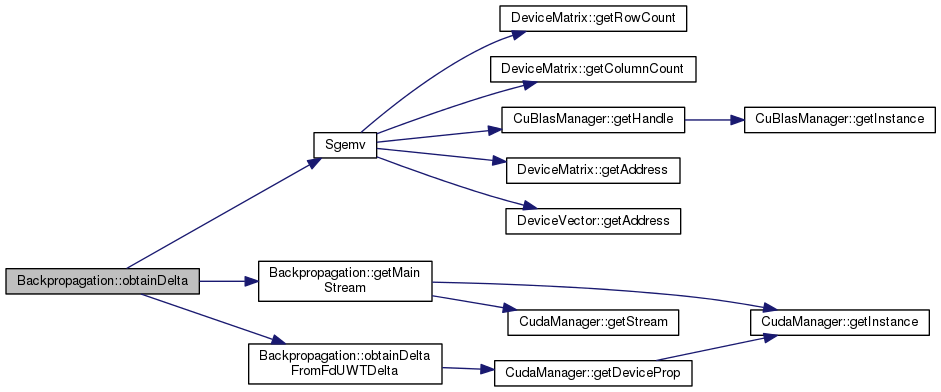 DeviceMatrix::getRowCount
DeviceMatrix::getColumnCount
CuBlasManager::getHandle
CuBlasManager::getInstance
Sgemv
DeviceMatrix::getAddress
DeviceVector::getAddress
Backpropagation::obtainDelta
Backpropagation::getMain
Stream
CudaManager::getStream
CudaManager::getInstance
Backpropagation::obtainDelta
FromFdUWTDelta
CudaManager::getDeviceProp